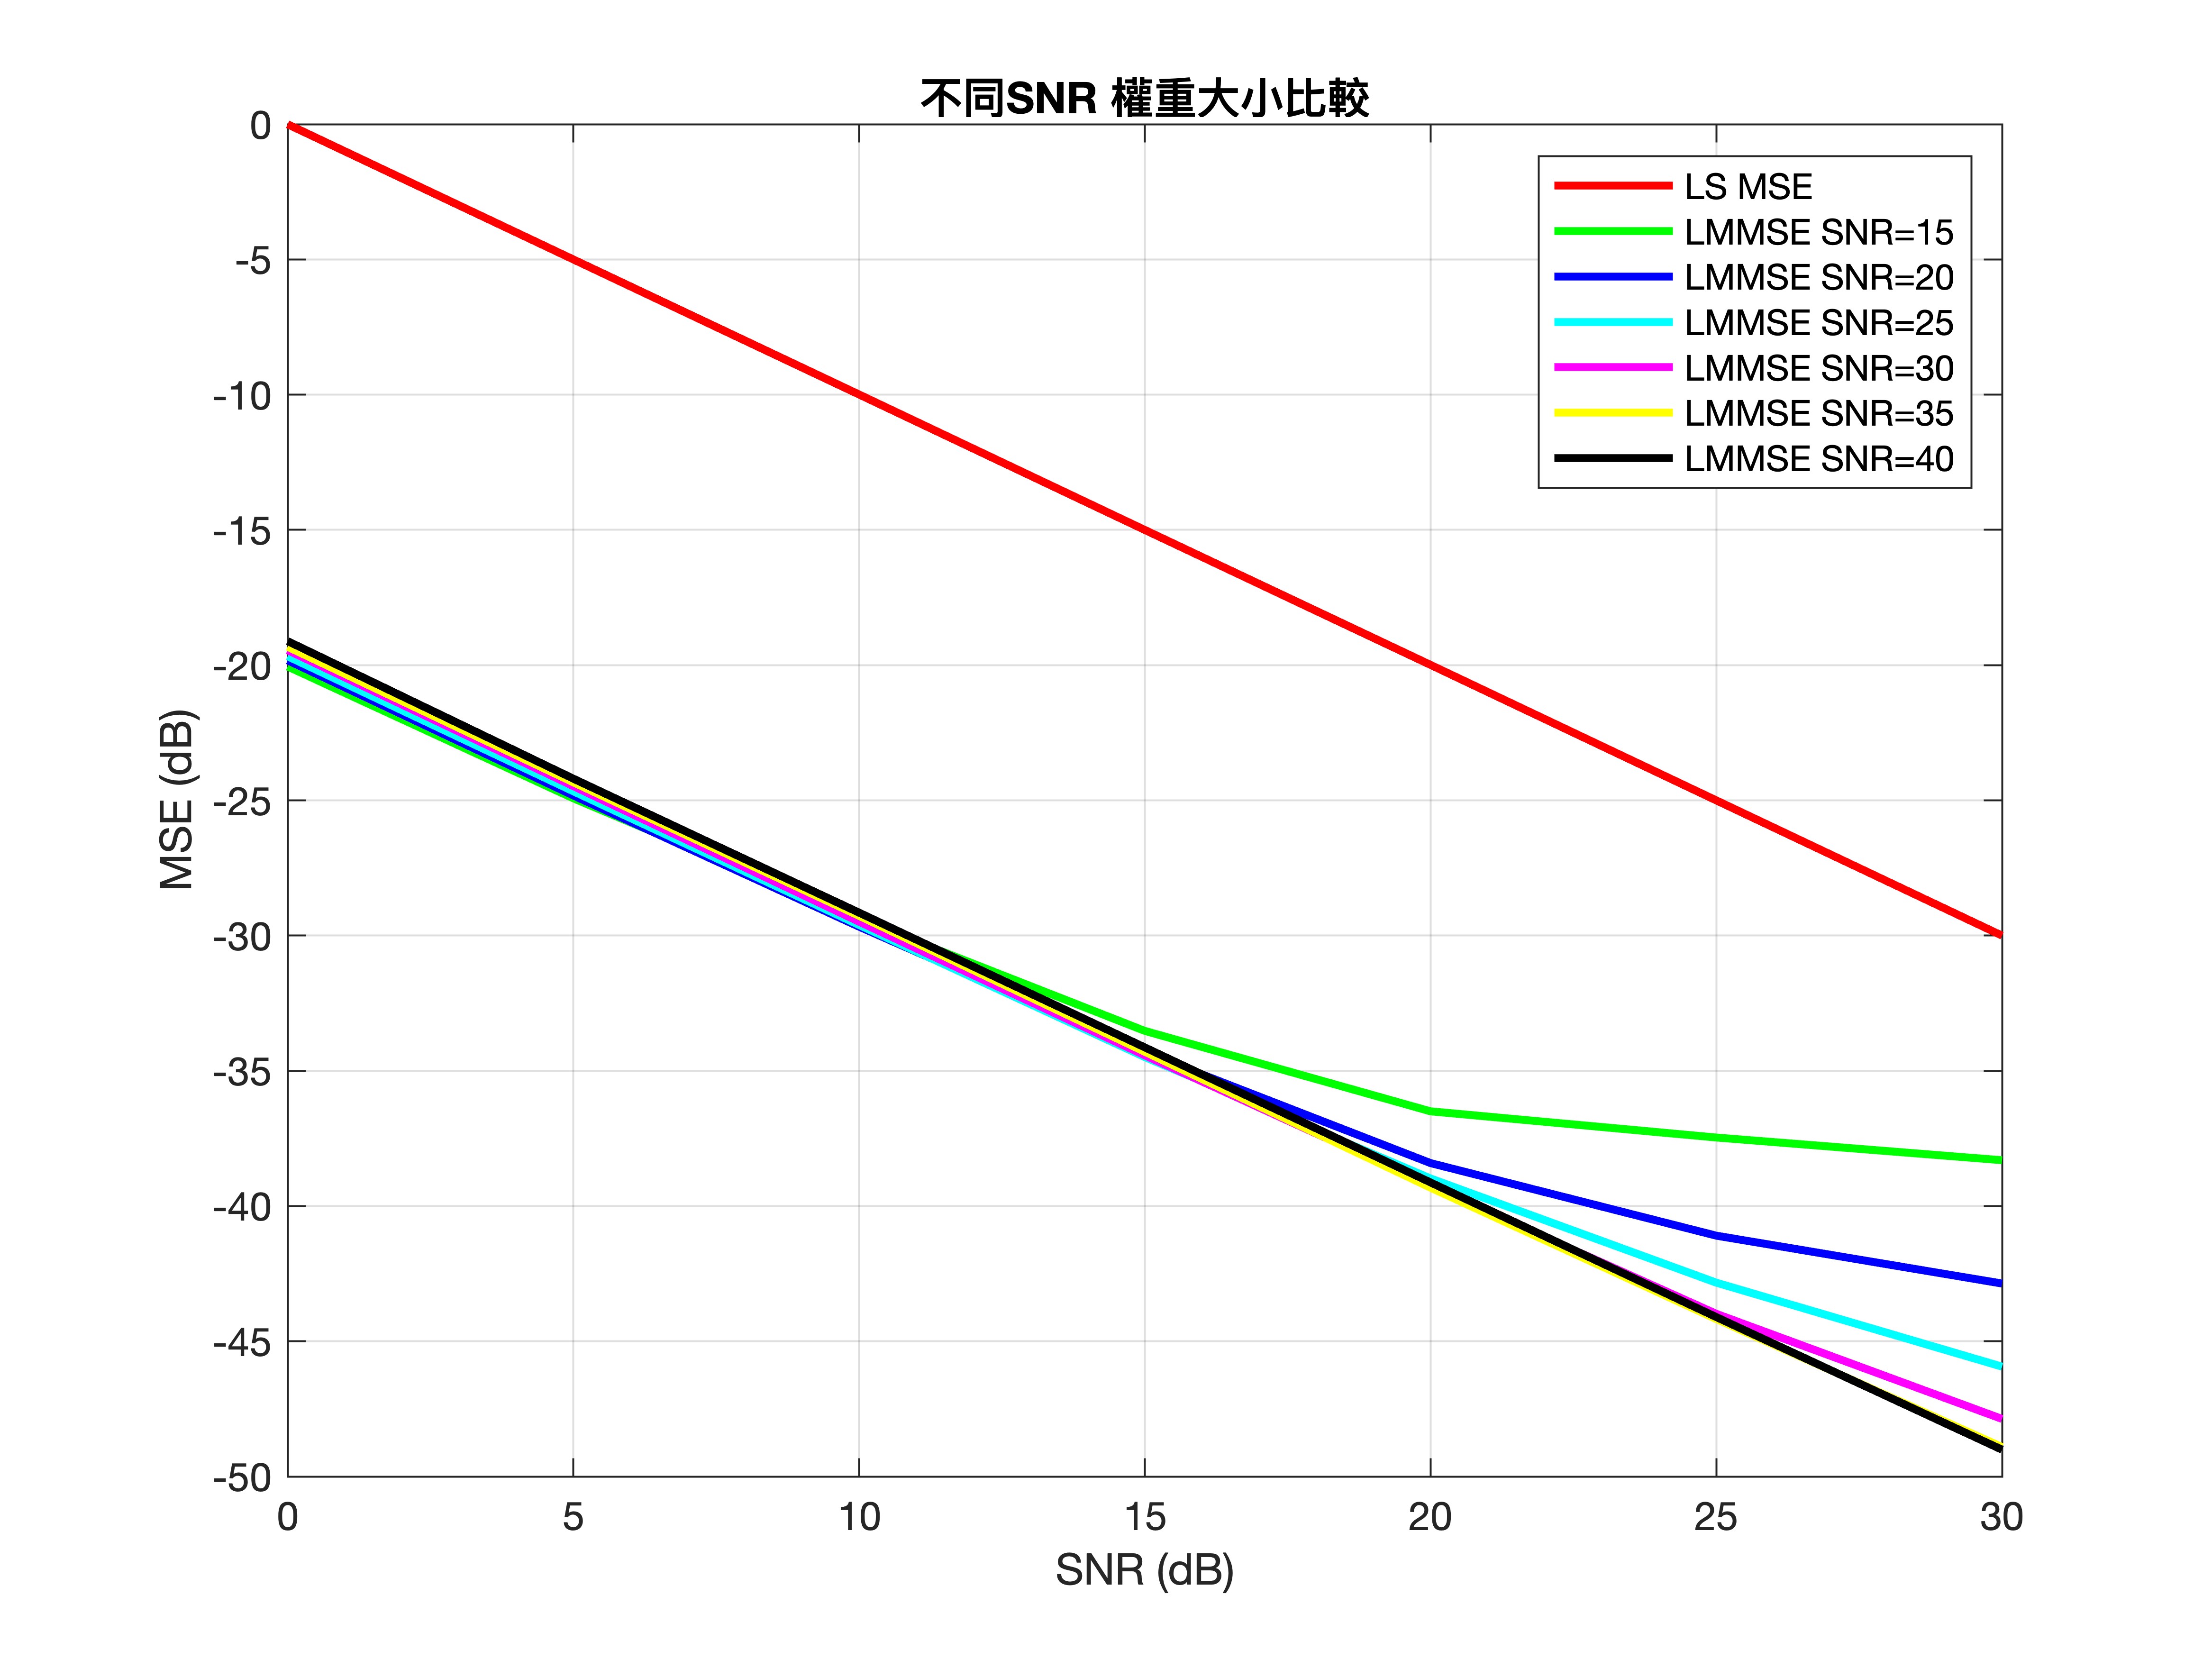 不同SNR 權重大小比較
LS MSE
LMMSE SNR=15
LMMSE SNR=20
LMMSE SNR=25
LMMSE SNR=30
LMMSE SNR=35
LMMSE SNR=40
MSE (dB)
0
-5
-10
-15
-20
-25
-30
-35
-40
-45
-50
0 5 10 15 20 25 30
SNR (dB)